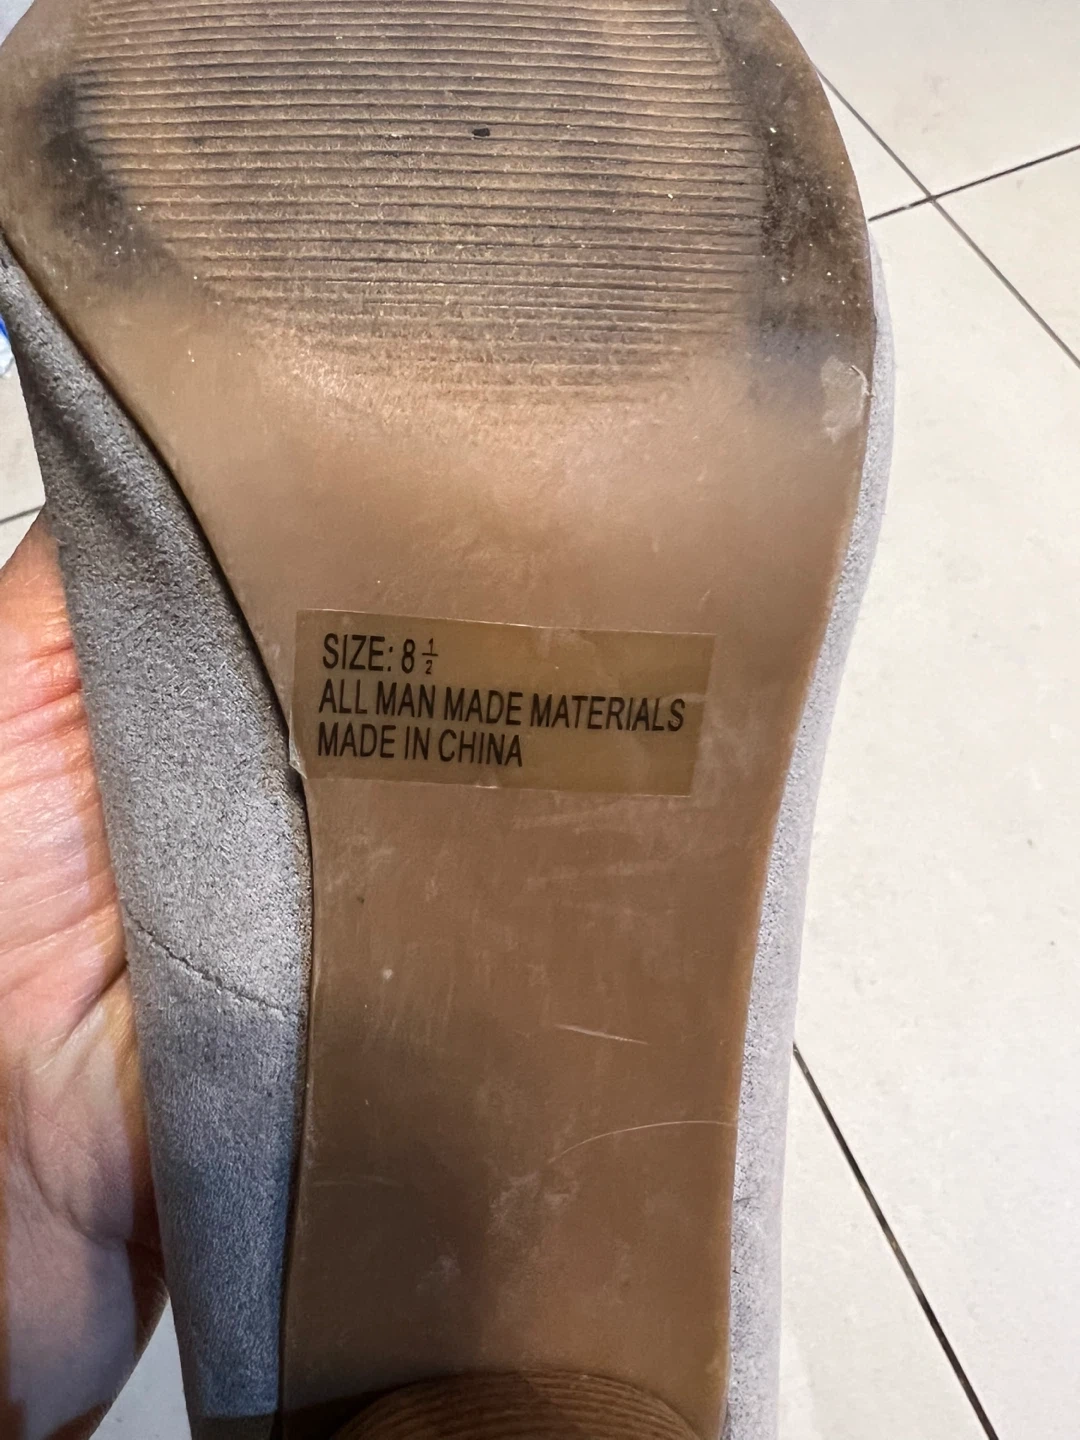 SIZE: 8 1/2
ALL MAN MADE MATERIALS
MADE IN CHINA